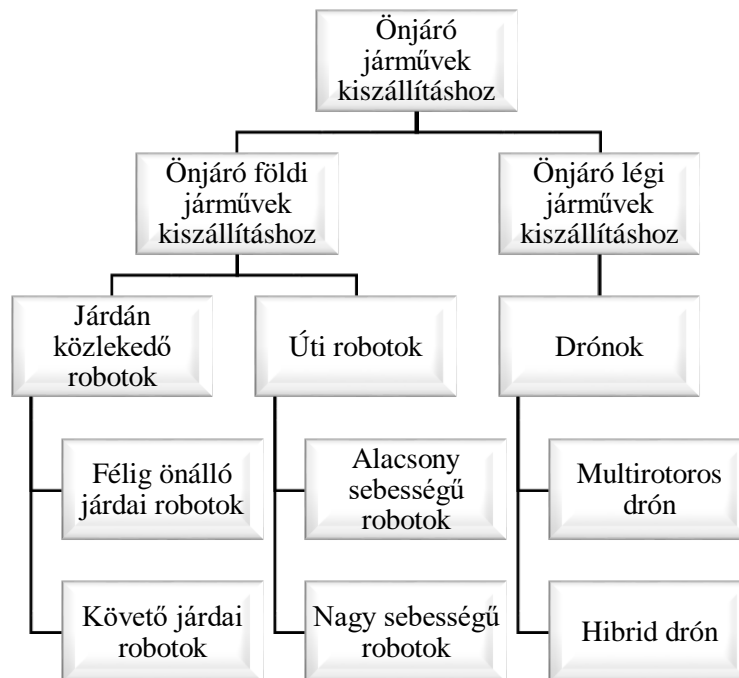 Önjáró
járművek
kiszállításhoz
Önjáró földi
járművek
kiszállításhoz
Önjáró légi
járművek
kiszállításhoz
Járdán
közlekedő
robotok
Úti robotok
Drónok
Félig önálló
járdai robotok
Alacsony
sebességű
robotok
Multirotoros
drón
Követő járdai
robotok
Nagy sebességű
robotok
Hibrid drón